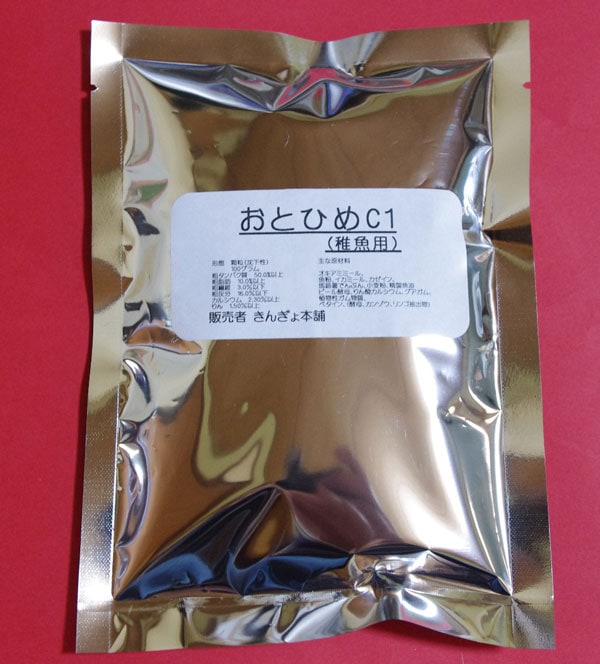 おとひめC1
(稚魚用)
形態 顆粒(沈下性)
100グラム
粗タンパク質 50.0%以上
粗脂肪 10.0%以上
粗繊維 3.0%以下
粗灰分 16.0%以下
カルシウム 2.20%以上
りん 1.50%以上
主な原材料
オキアミミール、
魚粉、イカミール、カゼイン、
馬鈴薯でんぷん、小麦粉、精製魚油
ビール酵母、りん酸カルシウム、グアガム、
植物性ガム物質、
ベタイン、(酵母、カンゾウ、リンゴ抽出物)
販売者 きんぎょ本舗